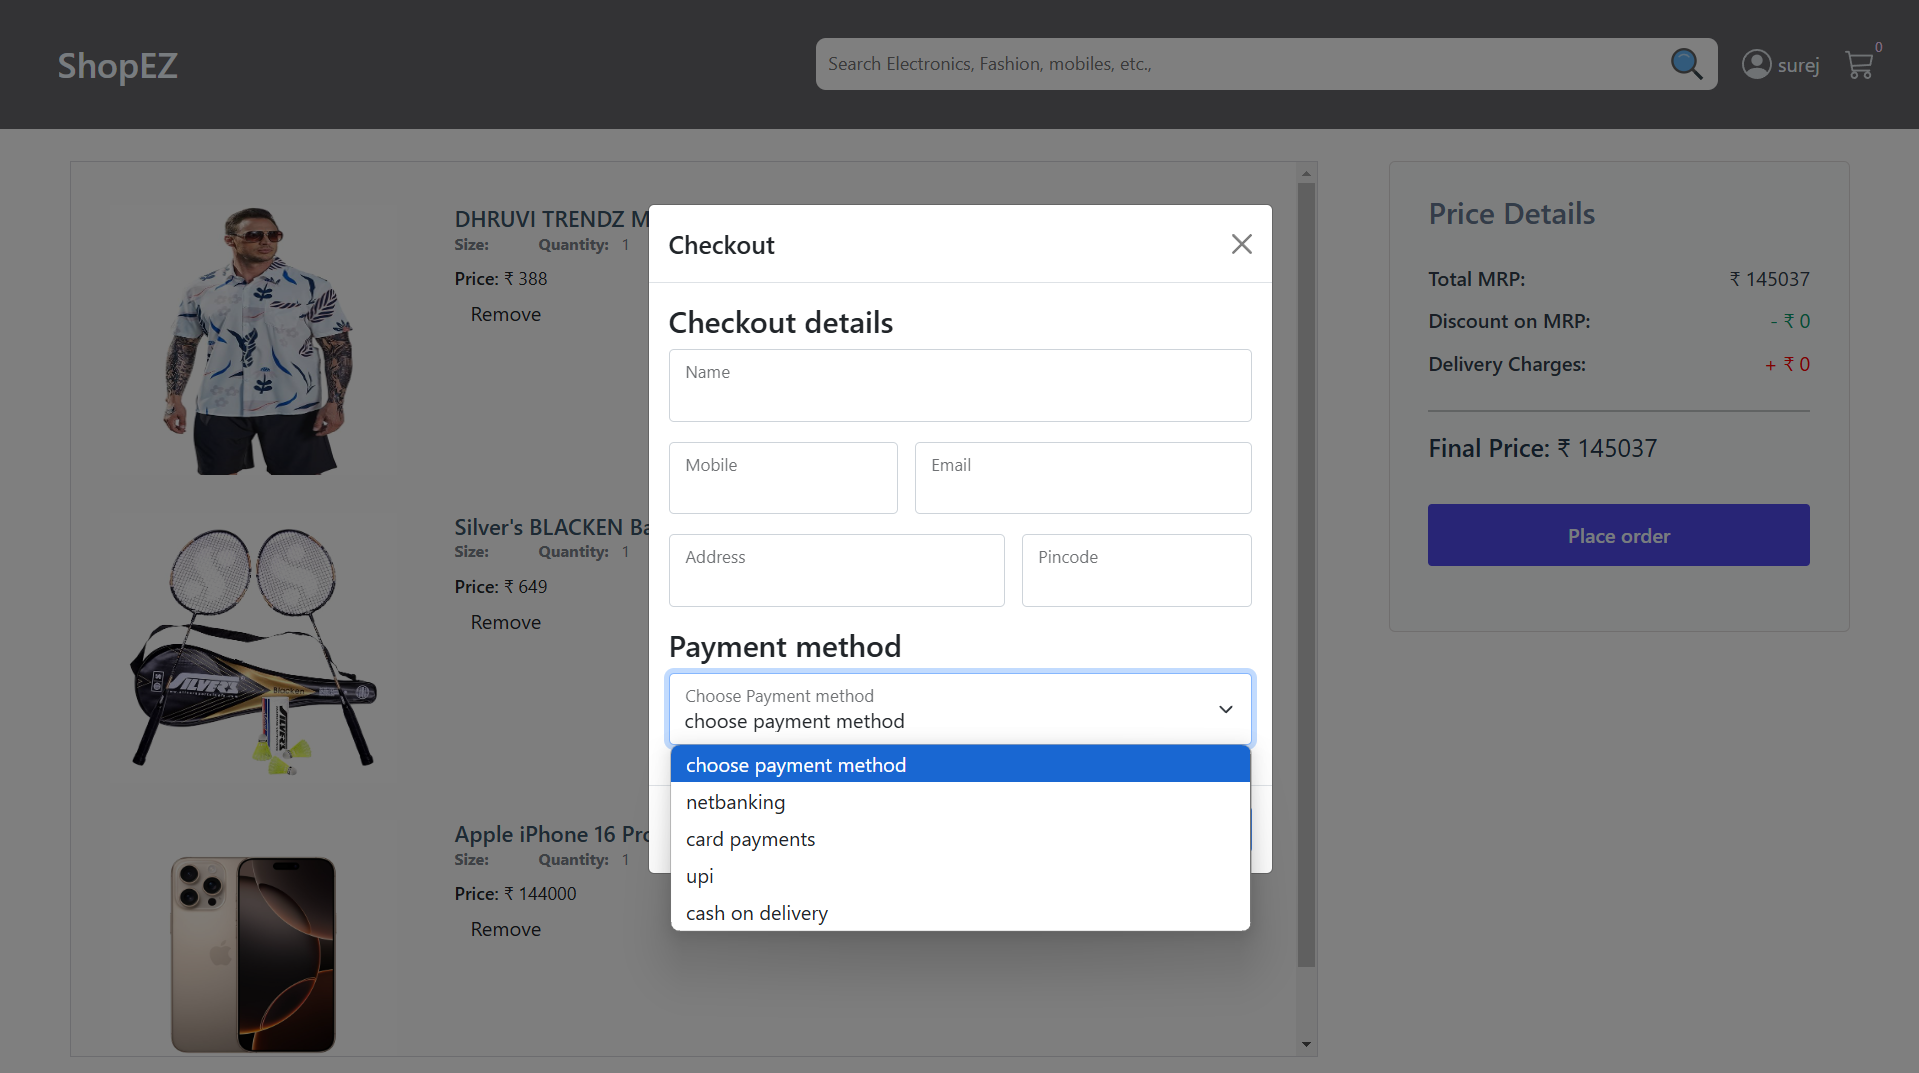 ShopEZ
Search Electronics, Fashion, mobiles, etc.,
surej
0
DHRUVI TRENDZ M
Size: Quantity: 1
Price: ₹ 388
Remove
Silver's BLACKEN Ba
Size: Quantity: 1
Price: ₹ 649
Remove
SILVER'S
Blacken
SILVER'S
Apple iPhone 16 Pro
Size: Quantity: 1
Price: ₹ 144000
Remove
Checkout
Checkout details
Name
Mobile
Email
Address
Pincode
Payment method
Choose Payment method
choose payment method
choose payment method
netbanking
card payments
upi
cash on delivery
Price Details
Total MRP: ₹ 145037
Discount on MRP: - ₹ 0
Delivery Charges: + ₹ 0
Final Price: ₹ 145037
Place order